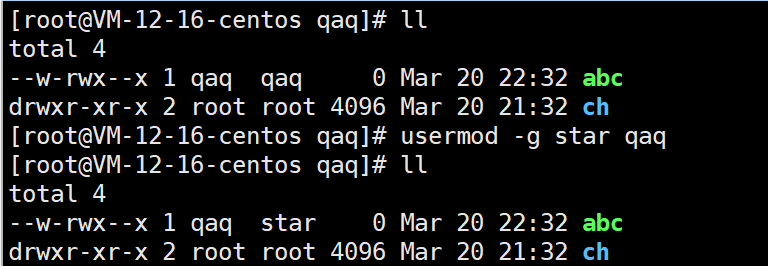 [root@VM-12-16-centos qaq]# ll
total 4
--w-rwx--x 1 qaq  qaq     0 Mar 20 22:32 abc
drwxr-xr-x 2 root root 4096 Mar 20 21:32 ch
[root@VM-12-16-centos qaq]# usermod -g star qaq
[root@VM-12-16-centos qaq]# ll
total 4
--w-rwx--x 1 qaq  star    0 Mar 20 22:32 abc
drwxr-xr-x 2 root root 4096 Mar 20 21:32 ch